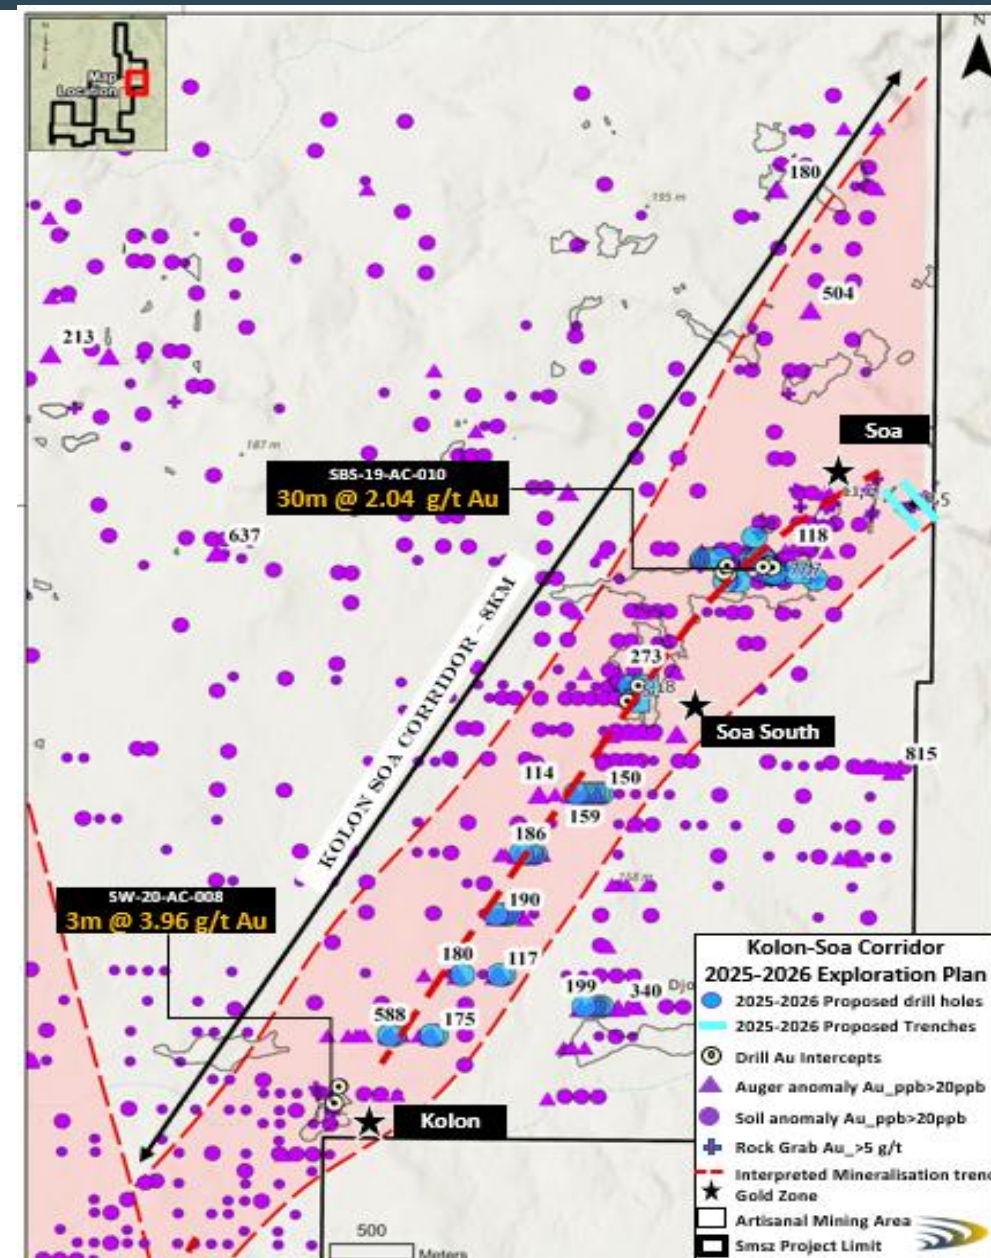 Map
Location
N
180
195 m
504
213
Soa
187 m
SBS-19-AC-010
30m @ 2.04 g/t Au
637
118
KOLON SOA CORRIDOR – 8KM
273
Soa South
815
114
150
159
186
158 m
SW-20-AC-008
3m @ 3.96 g/t Au
190
180
117
199
340
Djo
588
175
Kolon
Kolon-Soa Corridor
2025-2026 Exploration Plan
2025-2026 Proposed drill holes
2025-2026 Proposed Trenches
Drill Au Intercepts
Auger anomaly Au_ppb>20ppb
Soil anomaly Au_ppb>20ppb
Rock Grab Au_>5 g/t
Interpreted Mineralisation tren
Gold Zone
Artisanal Mining Area
Smsz Project Limit
500
Meters